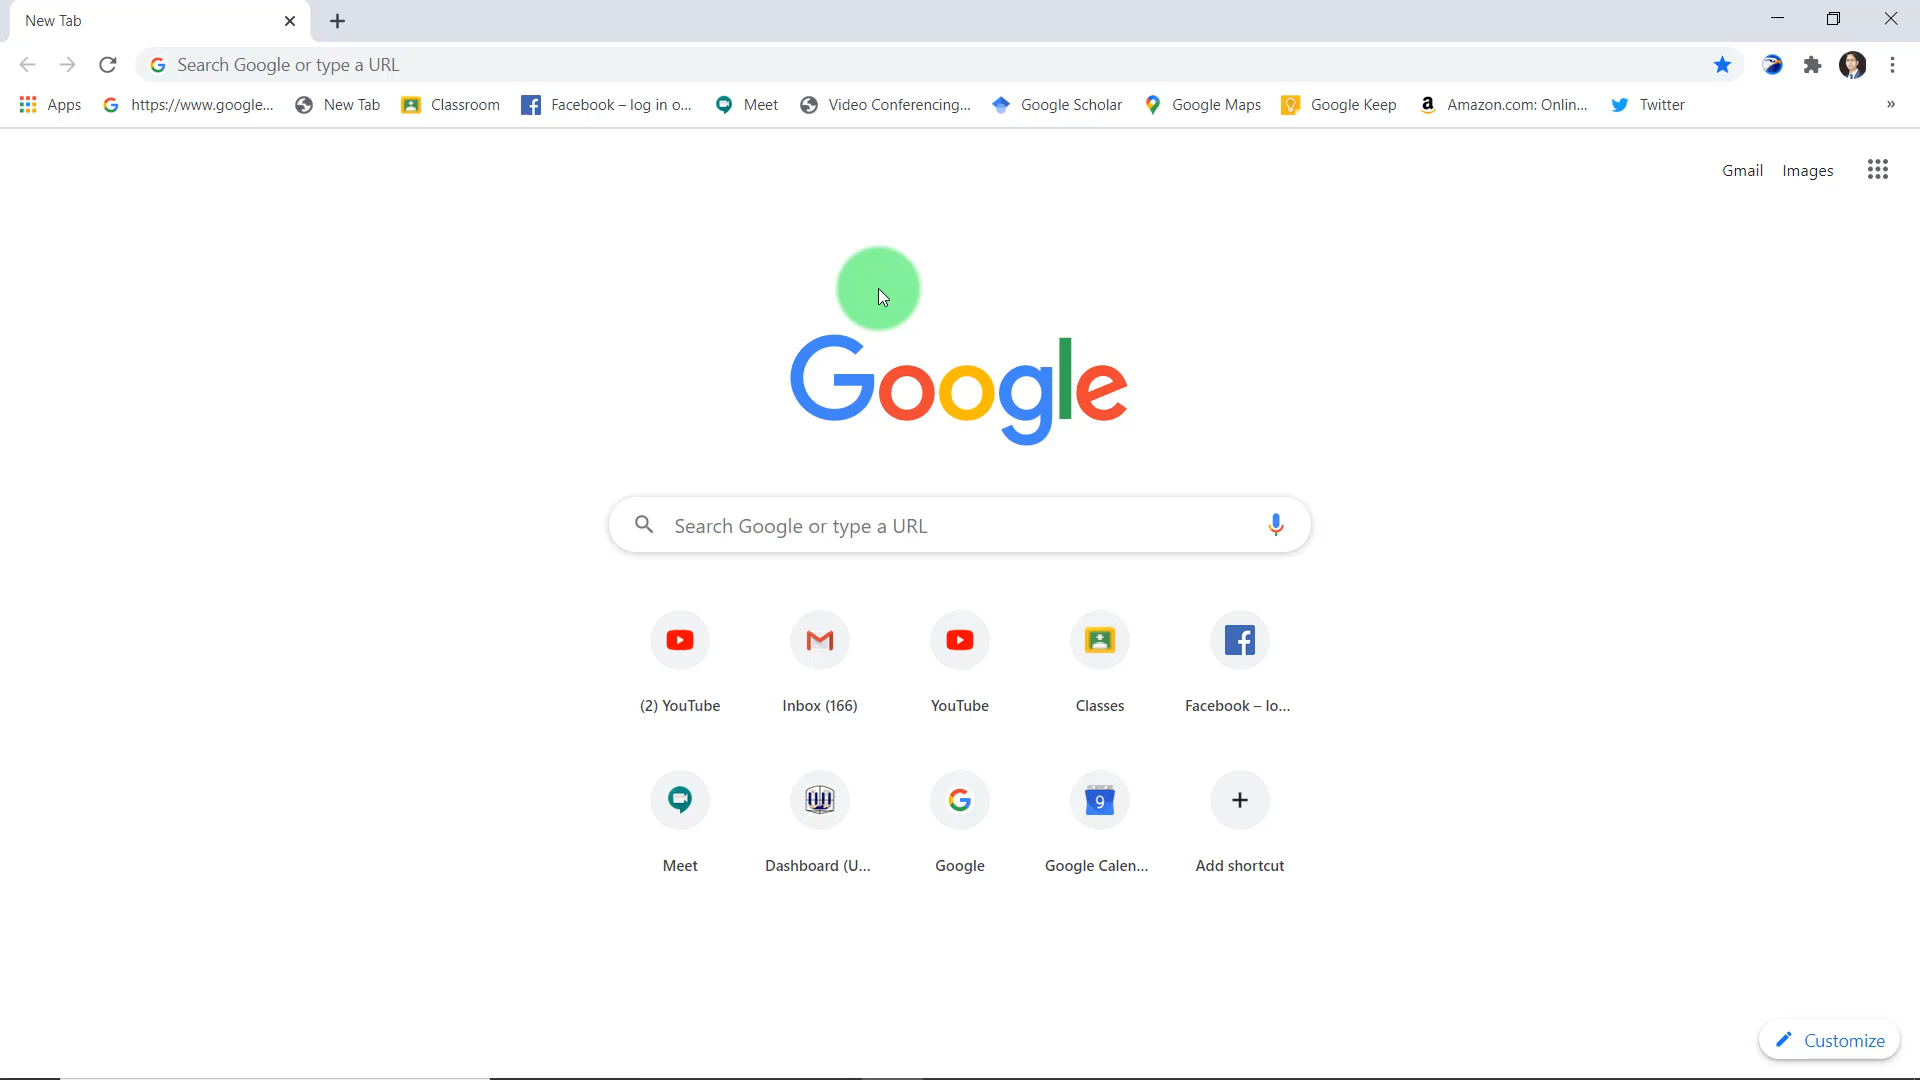 New Tab
Search Google or type a URL
Apps https://www.google... New Tab Classroom Facebook – log in o... Meet Video Conferencing... Google Scholar Google Maps Google Keep Amazon.com: Onlin... Twitter »
Gmail Images
Google
Search Google or type a URL
(2) YouTube Inbox (166) YouTube Classes Facebook – lo...
9
Meet Dashboard (U... Google Google Calen... Add shortcut
Customize